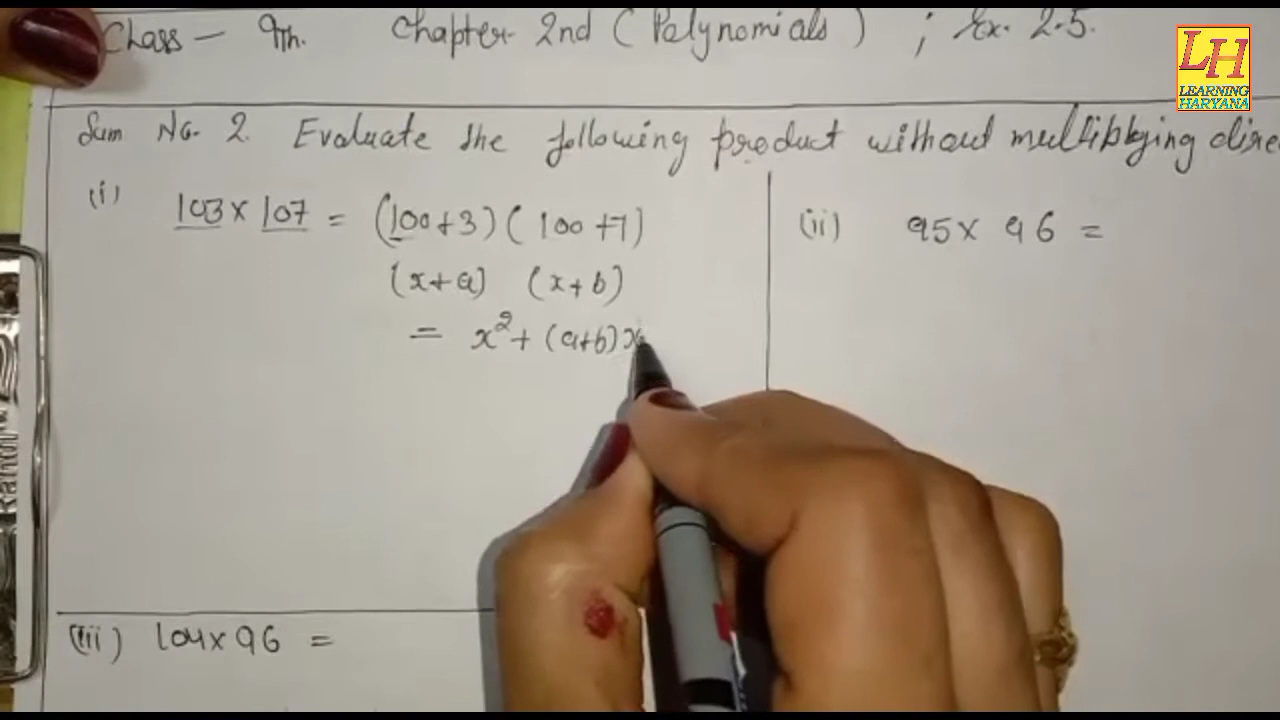 Class - 9th. Chapter 2nd (Polynomials) ; Ex. 2.5.
LH
LEARNING
HARYANA
Sum No. 2. Evaluate the following product without multiplying dire
(i) 103 x 107 = (100+3) (100+7)
(x+a) (x+b)
= x² + (a+b)x
(ii) 95 x 96 =
(iii) 104 x 96 =